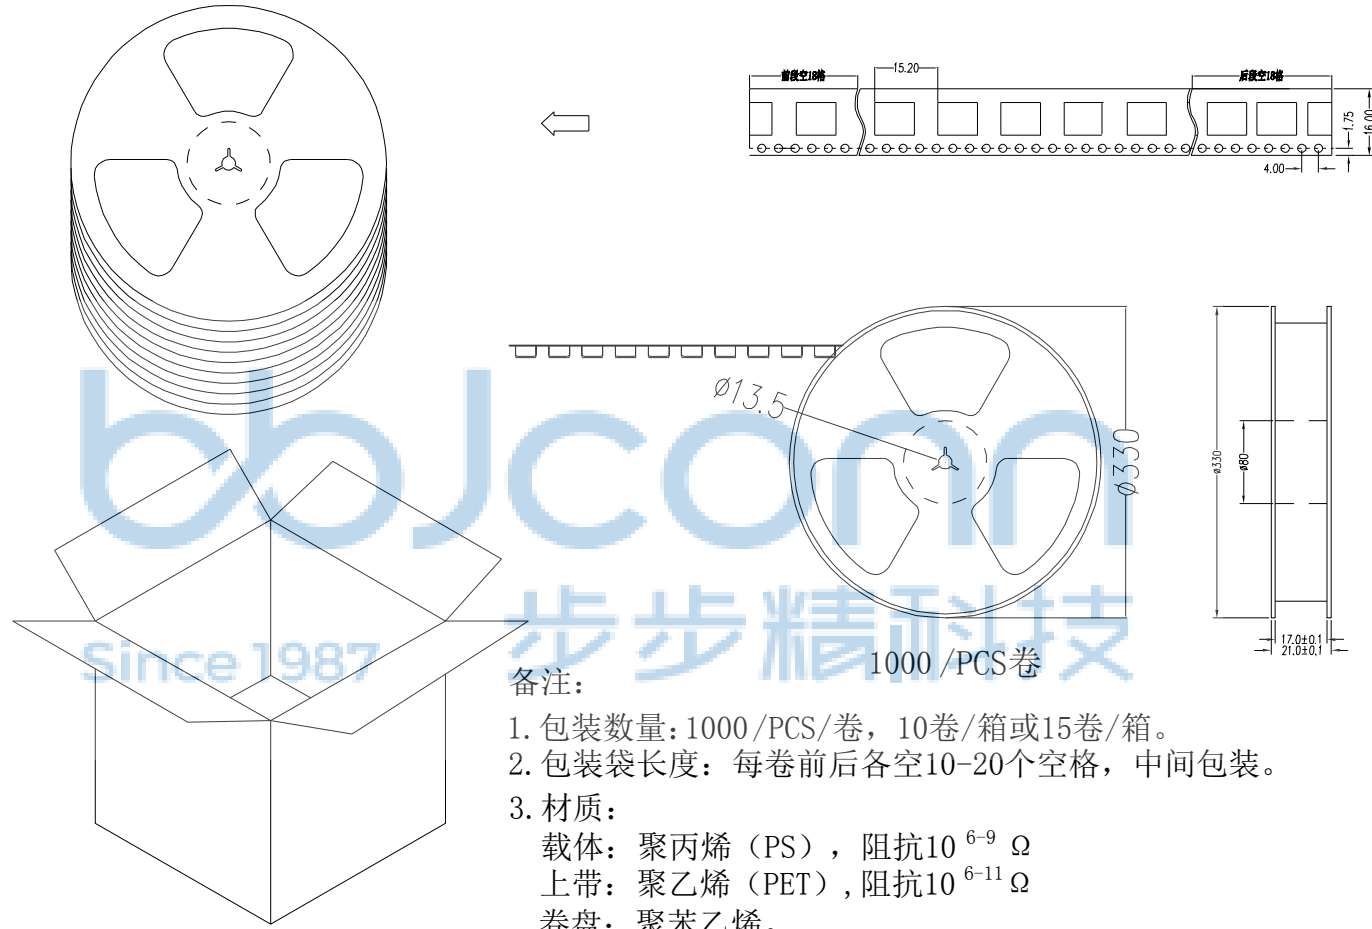 前段空18格
15.20
后段空18格
1.75
16.00
4.00
Ø13.5
Ø330
ø330
ø80
17.0±0.1
21.0±0.1
bbjconn
步步精科技
Since 1987
1000 /PCS卷
备注：
1.包装数量:1000/PCS/卷，10卷/箱或15卷/箱。
2.包装袋长度：每卷前后各空10-20个空格，中间包装。
3.材质：
载体：聚丙烯（PS），阻抗10 6-9 Ω
上带：聚乙烯（PET）,阻抗10 6-11 Ω
卷盘：聚苯乙烯。